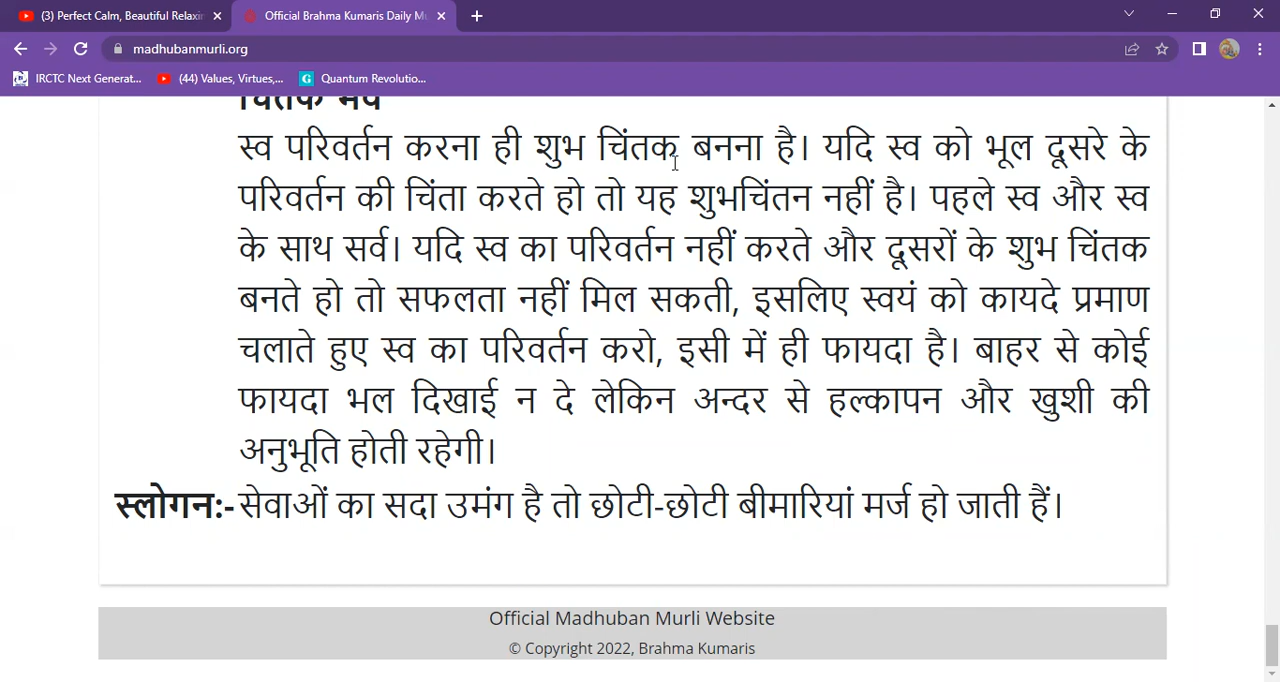 (3) Perfect Calm, Beautiful Relaxin
Official Brahma Kumaris Daily Mu
madhubanmurli.org
IRCTC Next Generat...
(44) Values, Virtues,...
Quantum Revolutio...
चिंतक भव
स्व परिवर्तन करना ही शुभ चिंतक बनना है। यदि स्व को भूल दूसरे के
परिवर्तन की चिंता करते हो तो यह शुभचिंतन नहीं है। पहले स्व और स्व
के साथ सर्व। यदि स्व का परिवर्तन नहीं करते और दूसरों के शुभ चिंतक
बनते हो तो सफलता नहीं मिल सकती, इसलिए स्वयं को कायदे प्रमाण
चलाते हुए स्व का परिवर्तन करो, इसी में ही फायदा है। बाहर से कोई
फायदा भल दिखाई न दे लेकिन अन्दर से हल्कापन और खुशी की
अनुभूति होती रहेगी।
स्लोगन:- सेवाओं का सदा उमंग है तो छोटी-छोटी बीमारियां मर्ज हो जाती हैं।
Official Madhuban Murli Website
© Copyright 2022, Brahma Kumaris